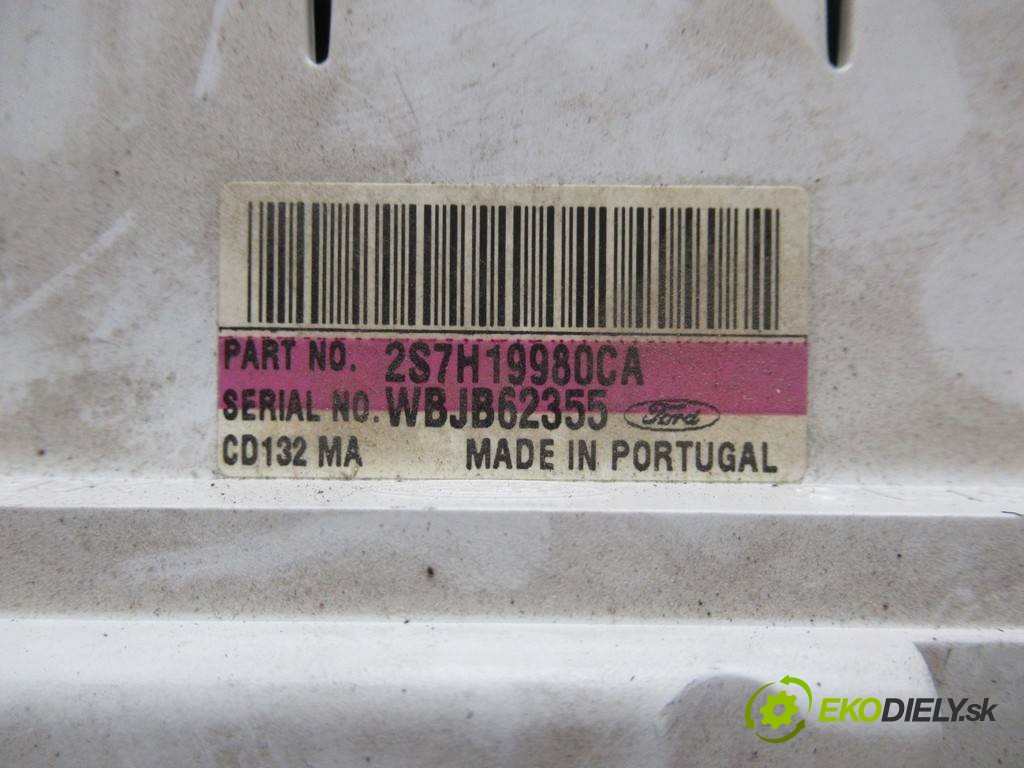 PART NO. 2S7H19980CA
SERIAL NO. WBJB62355 Ford
CD132 MA MADE IN PORTUGAL
EKODIELY.sk